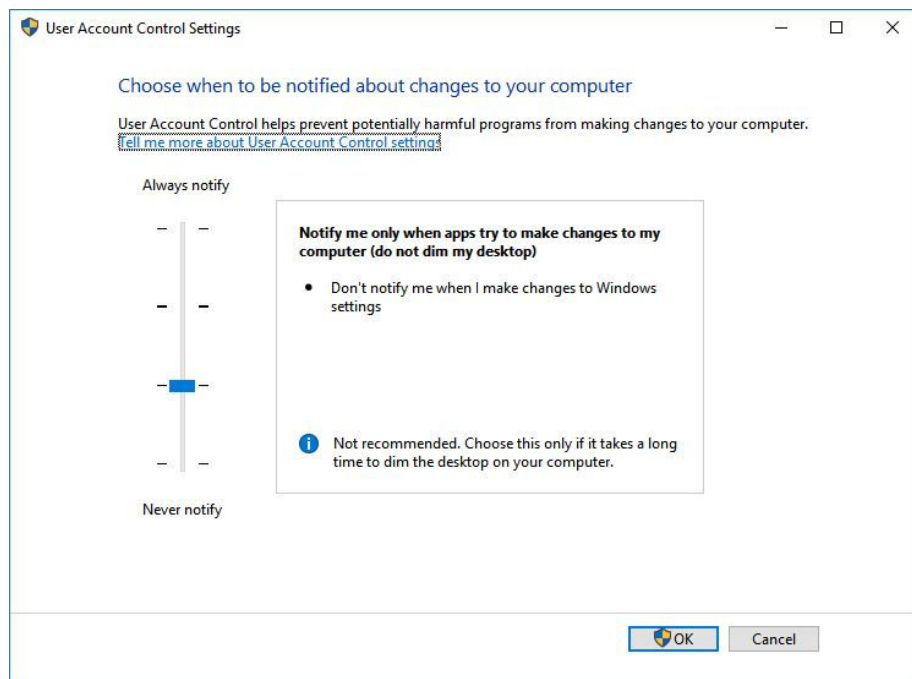 User Account Control Settings
Choose when to be notified about changes to your computer
User Account Control helps prevent potentially harmful programs from making changes to your computer.
Tell me more about User Account Control settings
Always notify
Notify me only when apps try to make changes to my
computer (do not dim my desktop)
Don't notify me when I make changes to Windows
settings
Not recommended. Choose this only if it takes a long
time to dim the desktop on your computer.
Never notify
OK
Cancel